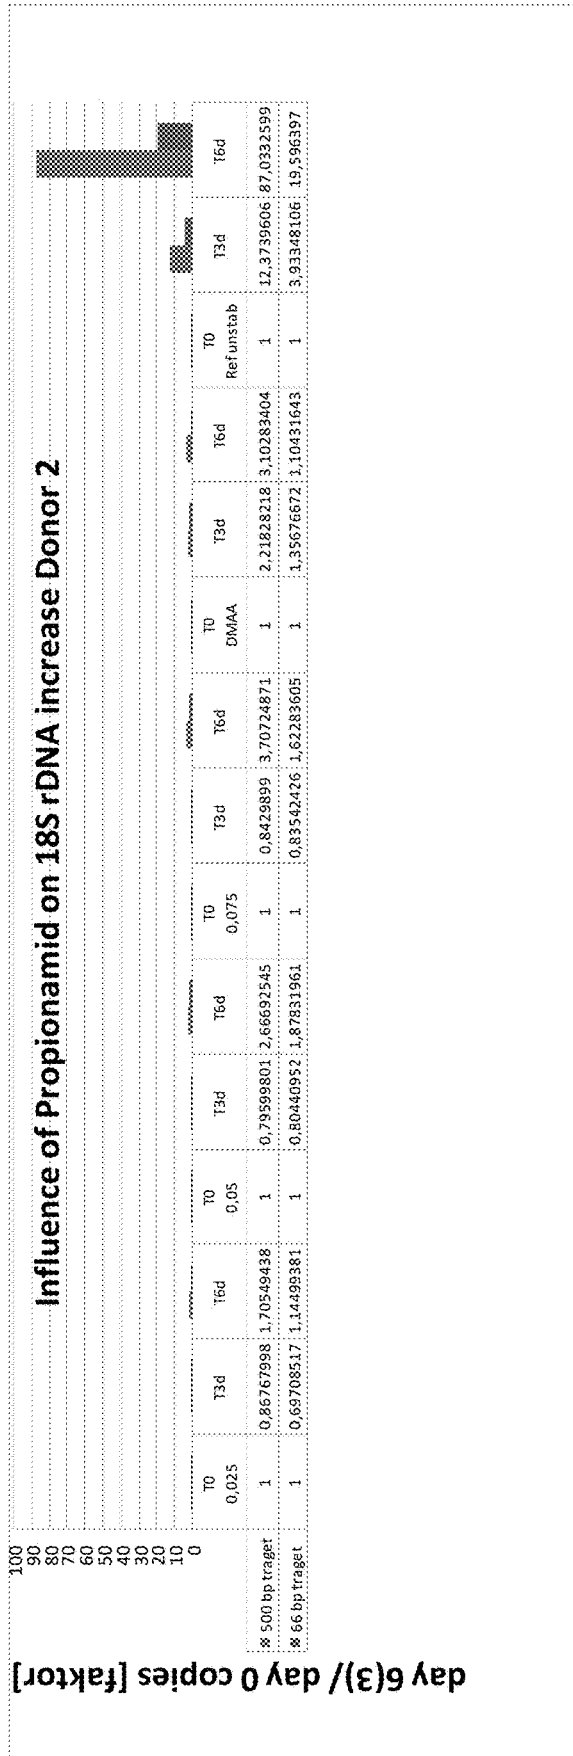 Influence of Propionamid on 18S rDNA increase Donor 2
day 6(3)/ day 0 copies [faktor]
100
90
80
70
60
50
40
30
20
10
0
T0 T3d T6d T0 T3d T6d T0 T3d T6d T0 T3d T6d T0 T3d T6d
0,025 0,05 0,075 DMAA Ref unstab
500 bp traget 1 0,86767998 1,70549438 1 0,79599801 2,66692545 1 0,8429899 3,70724871 1 2,21828218 3,10283404 1 12,3739606 87,0332599
66 bp traget 1 0,69708517 1,14499381 1 0,80440952 1,87831961 1 0,83542426 1,62283605 1 1,35676672 1,10431643 1 3,93348106 19,596397